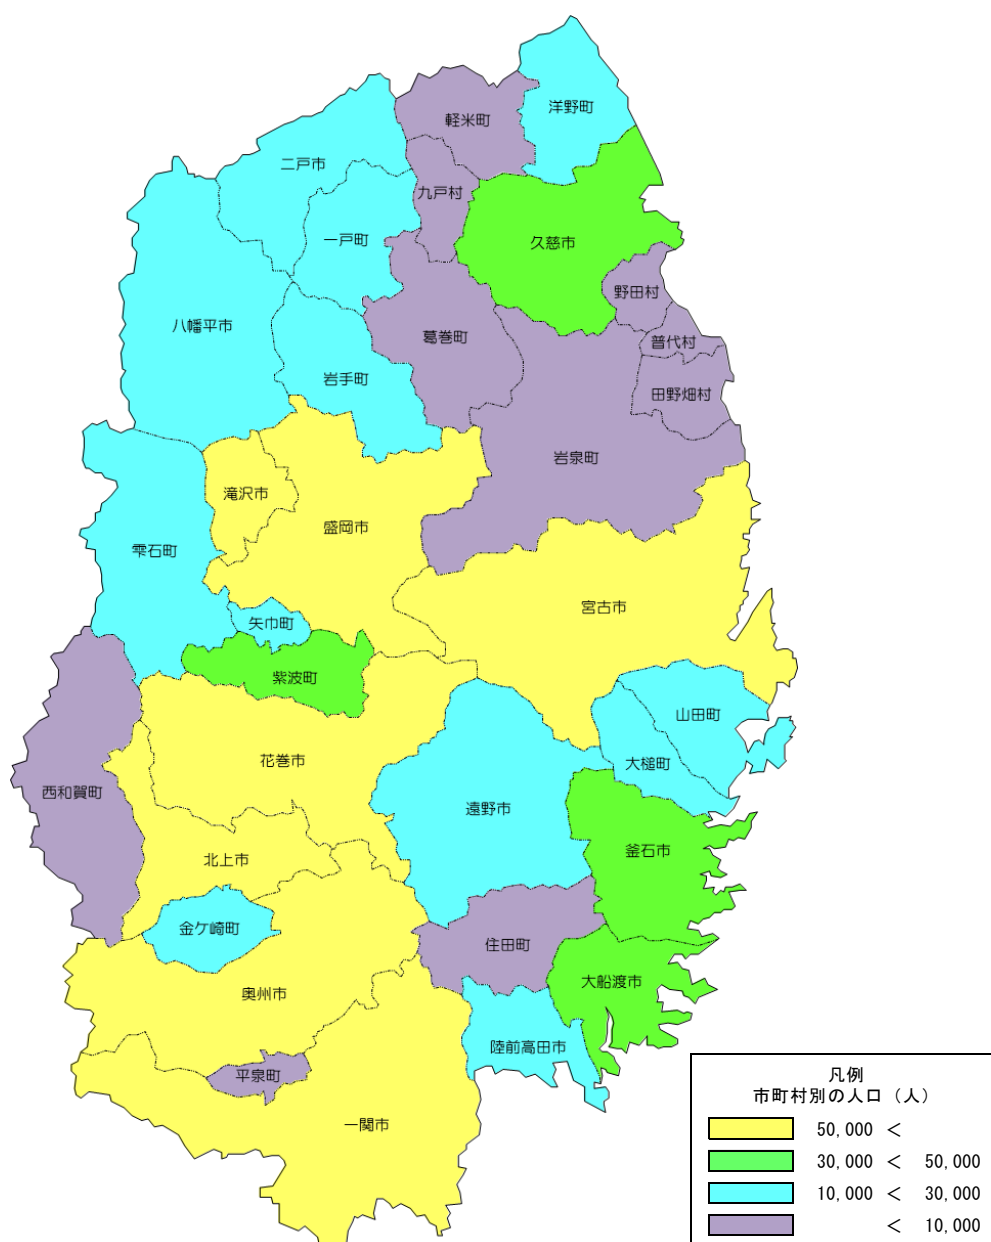 洋野町
軽米町
二戸市
九戸村
一戸町
久慈市
野田村
八幡平市
葛巻町
普代村
岩手町
田野畑村
岩泉町
滝沢市
盛岡市
雫石町
宮古市
矢巾町
紫波町
山田町
花巻市
大槌町
西和賀町
遠野市
釜石市
北上市
金ケ崎町
住田町
大船渡市
奥州市
陸前高田市
平泉町
一関市
凡例
市町村別の人口（人）
50,000 <
30,000 < 50,000
10,000 < 30,000
< 10,000